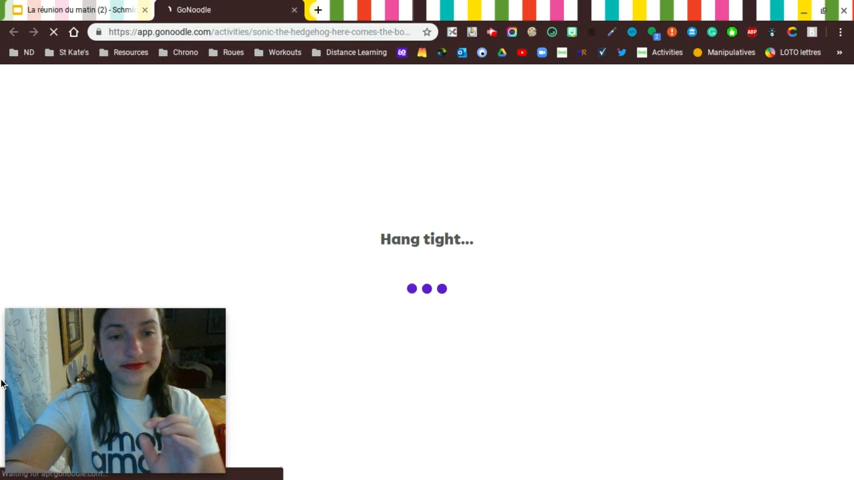 La réunion du matin (2) - Schmi
GoNoodle
https://app.gonoodle.com/activities/sonic-the-hedgehog-here-comes-the-bo...
ND
St Kate's
Resources
Chrono
Roues
Workouts
Distance Learning
Activities
Manipulatives
LOTO lettres
Hang tight...
Waiting for api.gonoodle.com...